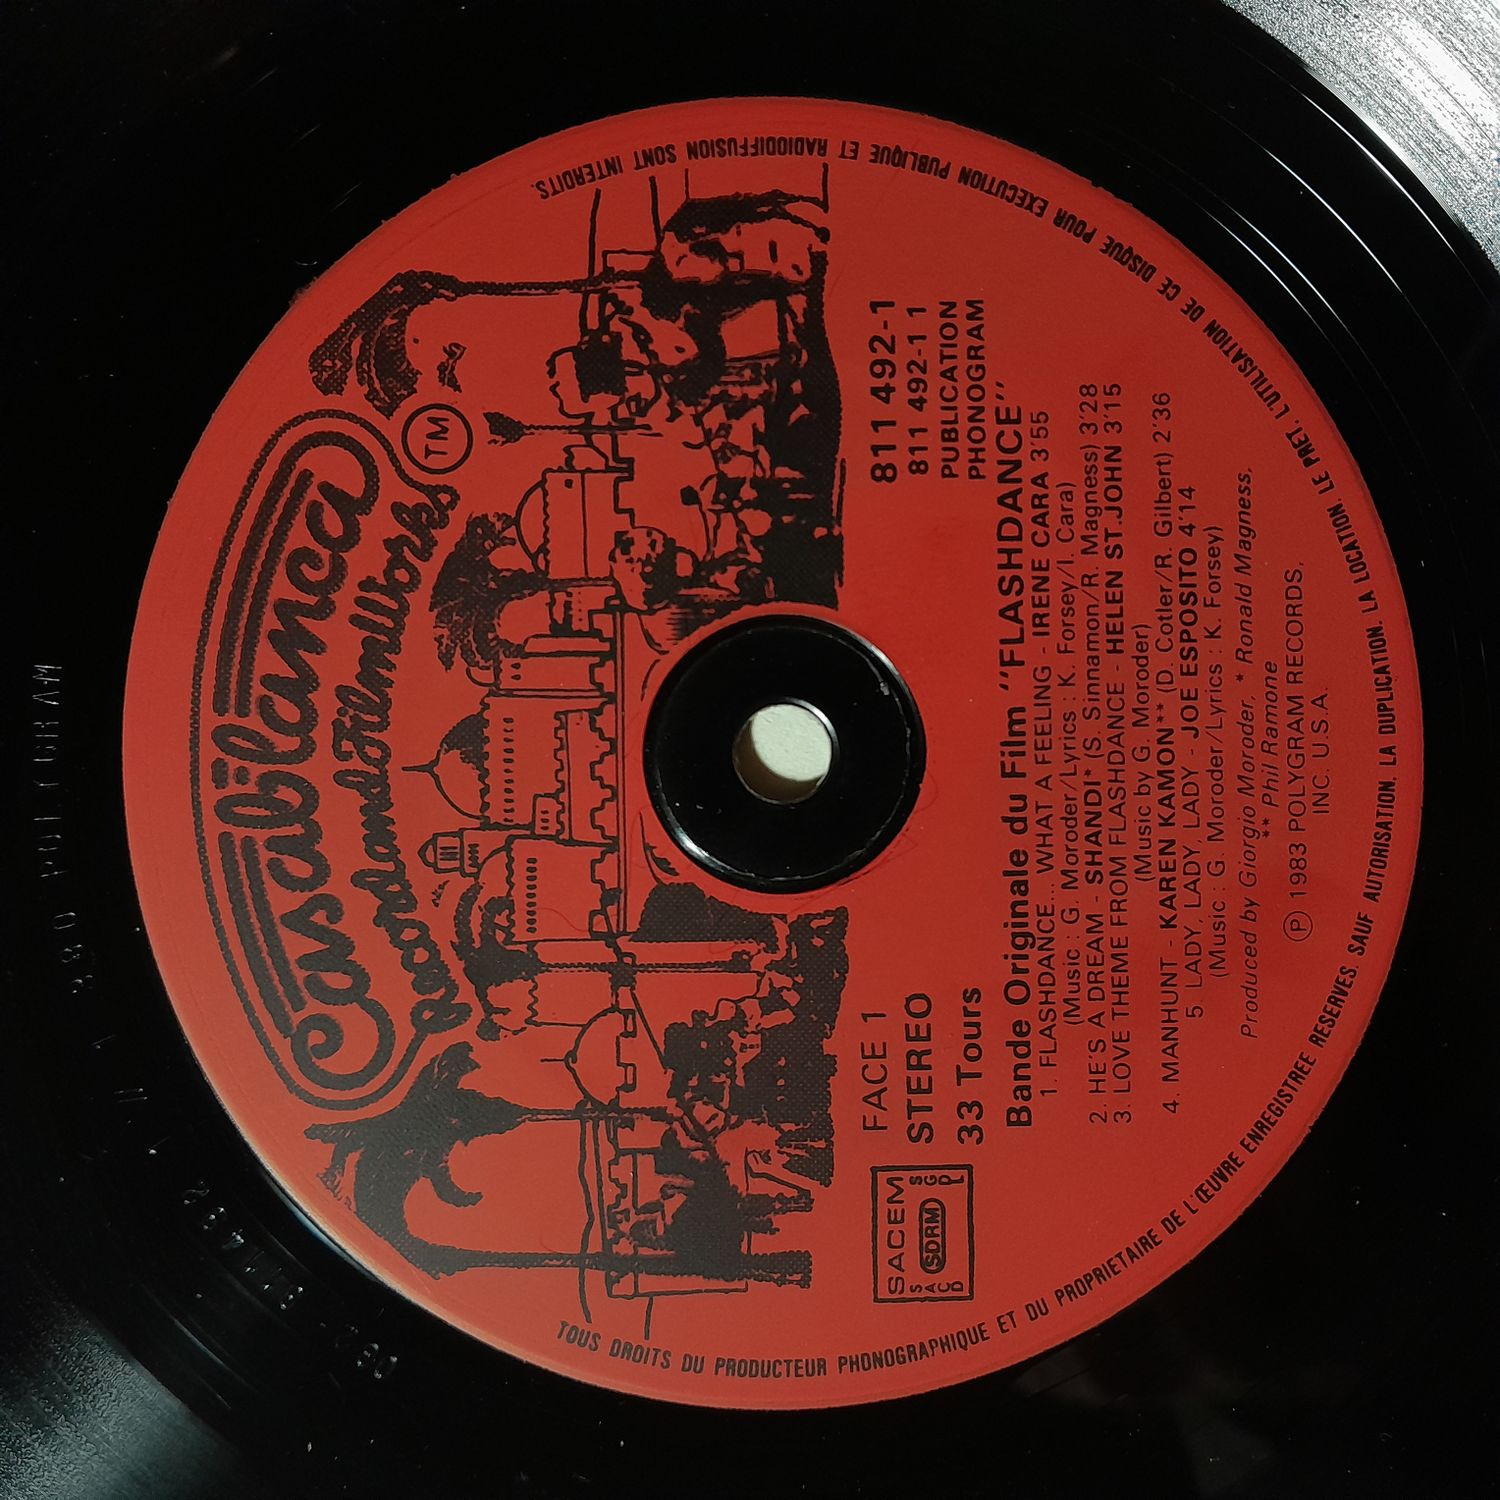 Casablanca
Record and FilmWorks TM
FACE 1
STEREO
33 Tours
811 492-1
811 492-1 1
PUBLICATION
PHONOGRAM
SACEM
SACD
SDRM
SGDL
Bande Originale du Film "FLASHDANCE"
1. FLASHDANCE... WHAT A FEELING - IRENE CARA 3'55
(Music : G. Moroder/Lyrics : K. Forsey/I. Cara)
2. HE'S A DREAM - SHANDI* (S. Sinnamon/R. Magness) 3'28
3. LOVE THEME FROM FLASHDANCE - HELEN ST.JOHN 3'15
(Music by G. Moroder)
4. MANHUNT - KAREN KAMON** (D. Cotler/R. Gilbert) 2'36
5. LADY, LADY, LADY - JOE ESPOSITO 4'14
(Music : G. Moroder/Lyrics : K. Forsey)
Produced by Giorgio Moroder, * Ronald Magness,
** Phil Ramone
Ⓟ 1983 POLYGRAM RECORDS,
INC. U.S.A.
TOUS DROITS DU PRODUCTEUR PHONOGRAPHIQUE ET DU PROPRIETAIRE DE L'ŒUVRE ENREGISTREE RESERVES. SAUF AUTORISATION, LA DUPLICATION, LA LOCATION, LE PRET, L'UTILISATION DE CE DISQUE POUR EXECUTION PUBLIQUE ET RADIODIFFUSION SONT INTERDITS.
380 POLYGRAM